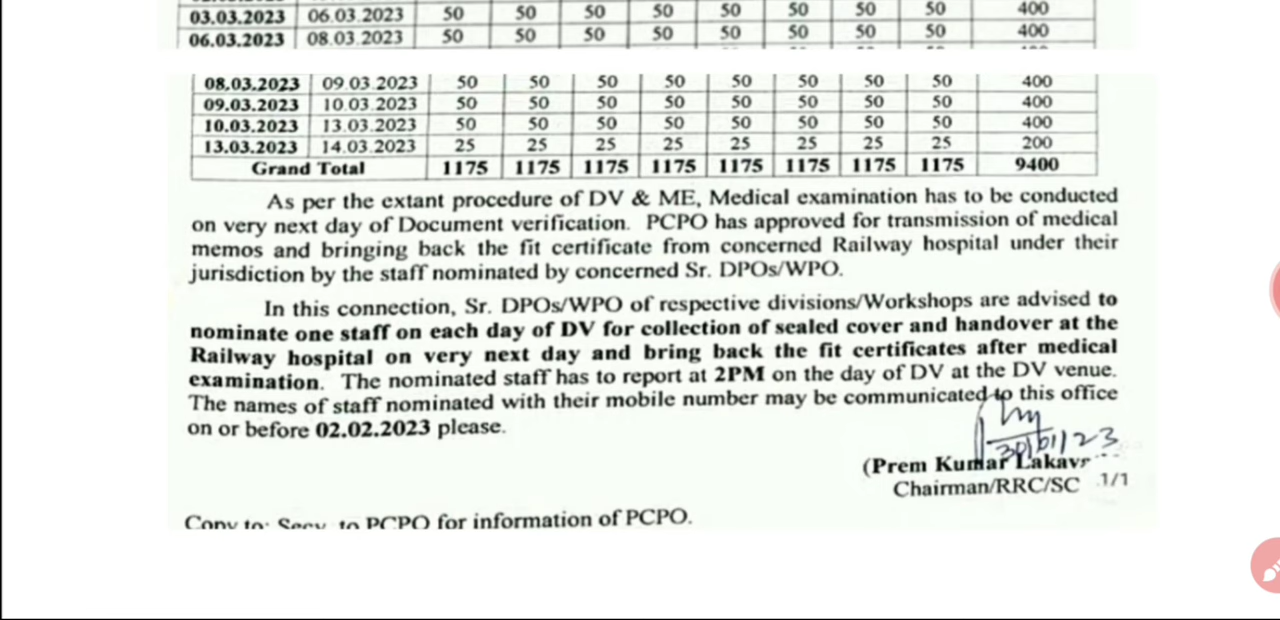 03.03.2023 06.03.2023 50 50 50 50 50 50 50 50 400
06.03.2023 08.03.2023 50 50 50 50 50 50 50 50 400
08.03.2023 09.03.2023 50 50 50 50 50 50 50 50 400
09.03.2023 10.03.2023 50 50 50 50 50 50 50 50 400
10.03.2023 13.03.2023 50 50 50 50 50 50 50 50 400
13.03.2023 14.03.2023 25 25 25 25 25 25 25 25 200
Grand Total 1175 1175 1175 1175 1175 1175 1175 1175 9400
As per the extant procedure of DV & ME, Medical examination has to be conducted
on very next day of Document verification. PCPO has approved for transmission of medical
memos and bringing back the fit certificate from concerned Railway hospital under their
jurisdiction by the staff nominated by concerned Sr. DPOs/WPO.
In this connection, Sr. DPOs/WPO of respective divisions/Workshops are advised to
nominate one staff on each day of DV for collection of sealed cover and handover at the
Railway hospital on very next day and bring back the fit certificates after medical
examination. The nominated staff has to report at 2PM on the day of DV at the DV venue.
The names of staff nominated with their mobile number may be communicated to this office
on or before 02.02.2023 please.
30/01/23
(Prem Kumar
Chairman/RRC/SC 1/1
Copy to: Secy. to PCPO for information of PCPO.